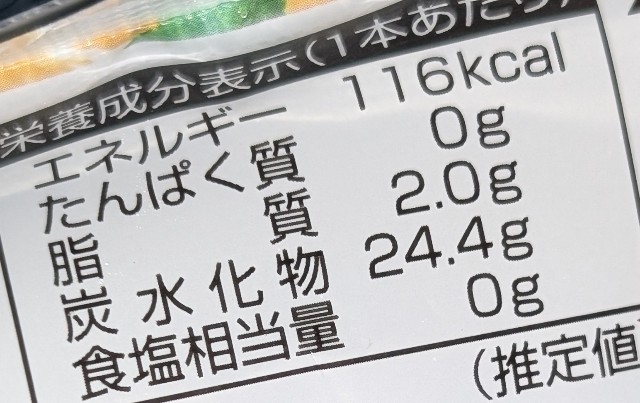 栄養成分表示(1本あたり)
エネルギー 116kcal
たんぱく質 0g
脂質 2.0g
炭水化物 24.4g
食塩相当量 0g
(推定値)